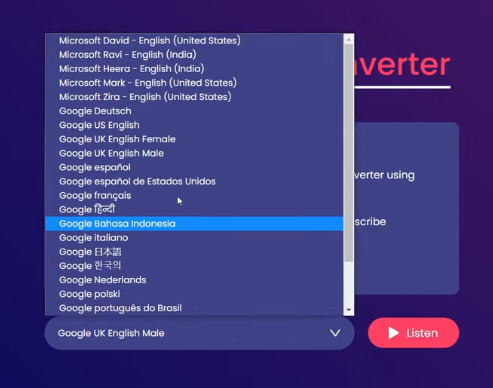 Microsoft David - English (United States)
Microsoft Ravi - English (India)
Microsoft Heera - English (India)
Microsoft Mark - English (United States)
Microsoft Zira - English (United States)
Google Deutsch
Google US English
Google UK English Female
Google UK English Male
Google español
Google español de Estados Unidos
Google français
Google हिन्दी
Google Bahasa Indonesia
Google italiano
Google 日本語
Google 한국의
Google Nederlands
Google polski
Google português do Brasil
nverter
verter using
scribe
Google UK English Male
Listen